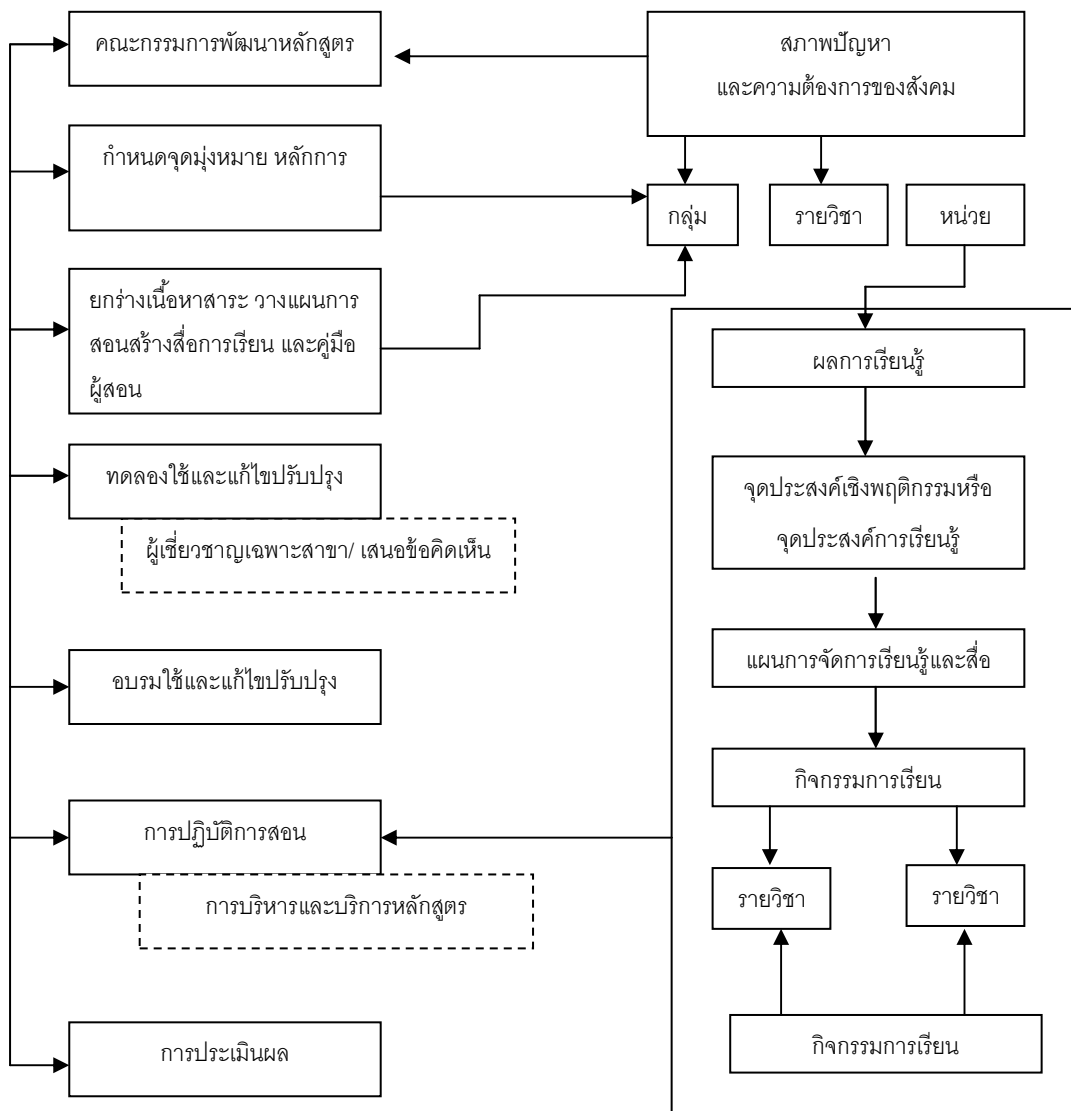 คณะกรรมการพัฒนาหลักสูตร
สภาพปัญหา
และความต้องการของสังคม
กำหนดจุดมุ่งหมาย หลักการ
กลุ่ม
รายวิชา
หน่วย
ยกร่างเนื้อหาสาระ วางแผนการ
สอนสร้างสื่อการเรียน และคู่มือ
ผู้สอน
ผลการเรียนรู้
ทดลองใช้และแก้ไขปรับปรุง
ผู้เชี่ยวชาญเฉพาะสาขา/ เสนอข้อคิดเห็น
จุดประสงค์เชิงพฤติกรรมหรือ
จุดประสงค์การเรียนรู้
อบรมใช้และแก้ไขปรับปรุง
แผนการจัดการเรียนรู้และสื่อ
กิจกรรมการเรียน
การปฏิบัติการสอน
การบริหารและบริการหลักสูตร
รายวิชา
รายวิชา
การประเมินผล
กิจกรรมการเรียน